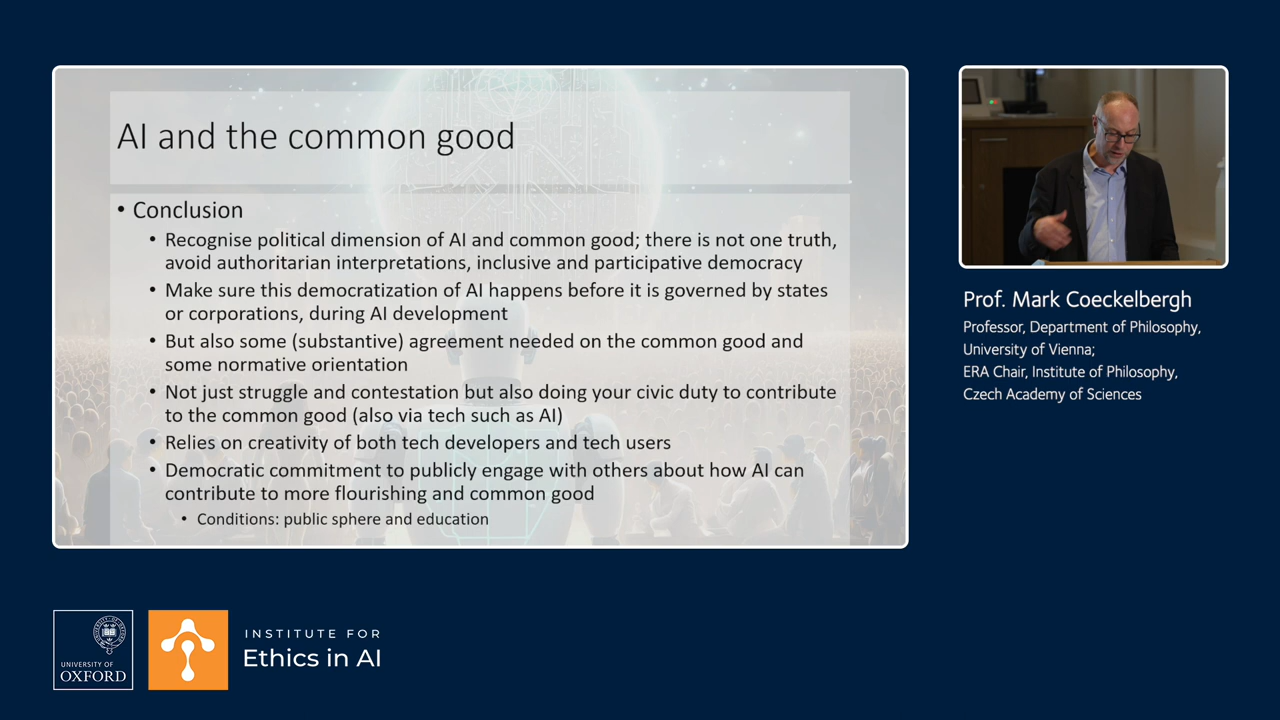 AI and the common good
• Conclusion
• Recognise political dimension of AI and common good; there is not one truth,
avoid authoritarian interpretations, inclusive and participative democracy
• Make sure this democratization of AI happens before it is governed by states
or corporations, during AI development
• But also some (substantive) agreement needed on the common good and
some normative orientation
• Not just struggle and contestation but also doing your civic duty to contribute
to the common good (also via tech such as AI)
• Relies on creativity of both tech developers and tech users
• Democratic commitment to publicly engage with others about how AI can
contribute to more flourishing and common good
• Conditions: public sphere and education
Prof. Mark Coeckelbergh
Professor, Department of Philosophy,
University of Vienna;
ERA Chair, Institute of Philosophy,
Czech Academy of Sciences
UNIVERSITY OF
OXFORD
INSTITUTE FOR
Ethics in AI